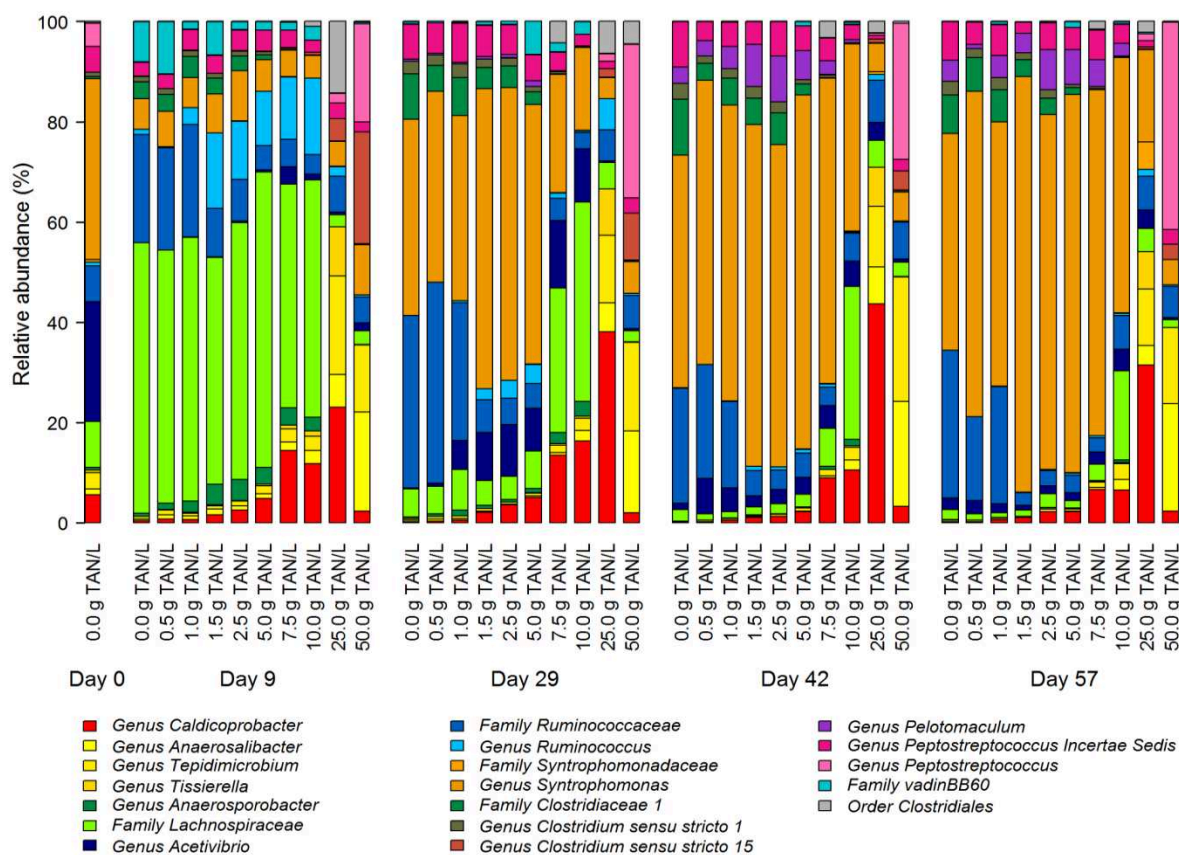 Relative abundance (%)
100
80
60
40
20
0
0.0 g TAN/L
0.0 g TAN/L
0.5 g TAN/L
1.0 g TAN/L
1.5 g TAN/L
2.5 g TAN/L
5.0 g TAN/L
7.5 g TAN/L
10.0 g TAN/L
25.0 g TAN/L
50.0 g TAN/L
0.0 g TAN/L
0.5 g TAN/L
1.0 g TAN/L
1.5 g TAN/L
2.5 g TAN/L
5.0 g TAN/L
7.5 g TAN/L
10.0 g TAN/L
25.0 g TAN/L
50.0 g TAN/L
0.0 g TAN/L
0.5 g TAN/L
1.0 g TAN/L
1.5 g TAN/L
2.5 g TAN/L
5.0 g TAN/L
7.5 g TAN/L
10.0 g TAN/L
25.0 g TAN/L
50.0 g TAN/L
0.0 g TAN/L
0.5 g TAN/L
1.0 g TAN/L
1.5 g TAN/L
2.5 g TAN/L
5.0 g TAN/L
7.5 g TAN/L
10.0 g TAN/L
25.0 g TAN/L
50.0 g TAN/L
Day 0
Day 9
Day 29
Day 42
Day 57
Genus Caldicoprobacter
Genus Anaerosalibacter
Genus Tepidimicrobium
Genus Tissierella
Genus Anaerosporobacter
Family Lachnospiraceae
Genus Acetivibrio
Family Ruminococcaceae
Genus Ruminococcus
Family Syntrophomonadaceae
Genus Syntrophomonas
Family Clostridiaceae 1
Genus Clostridium sensu stricto 1
Genus Clostridium sensu stricto 15
Genus Pelotomaculum
Genus Peptostreptococcus Incertae Sedis
Genus Peptostreptococcus
Family vadinBB60
Order Clostridiales